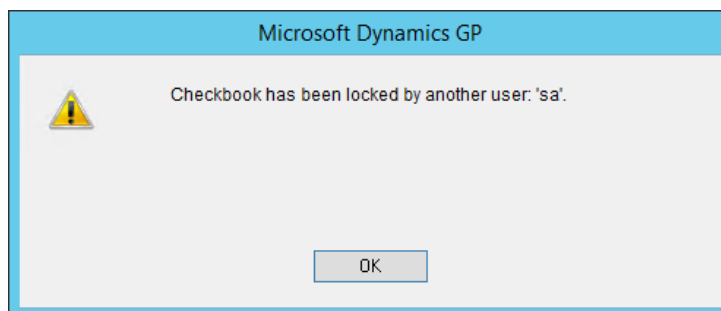 Microsoft Dynamics GP
Checkbook has been locked by another user: 'sa'.
OK